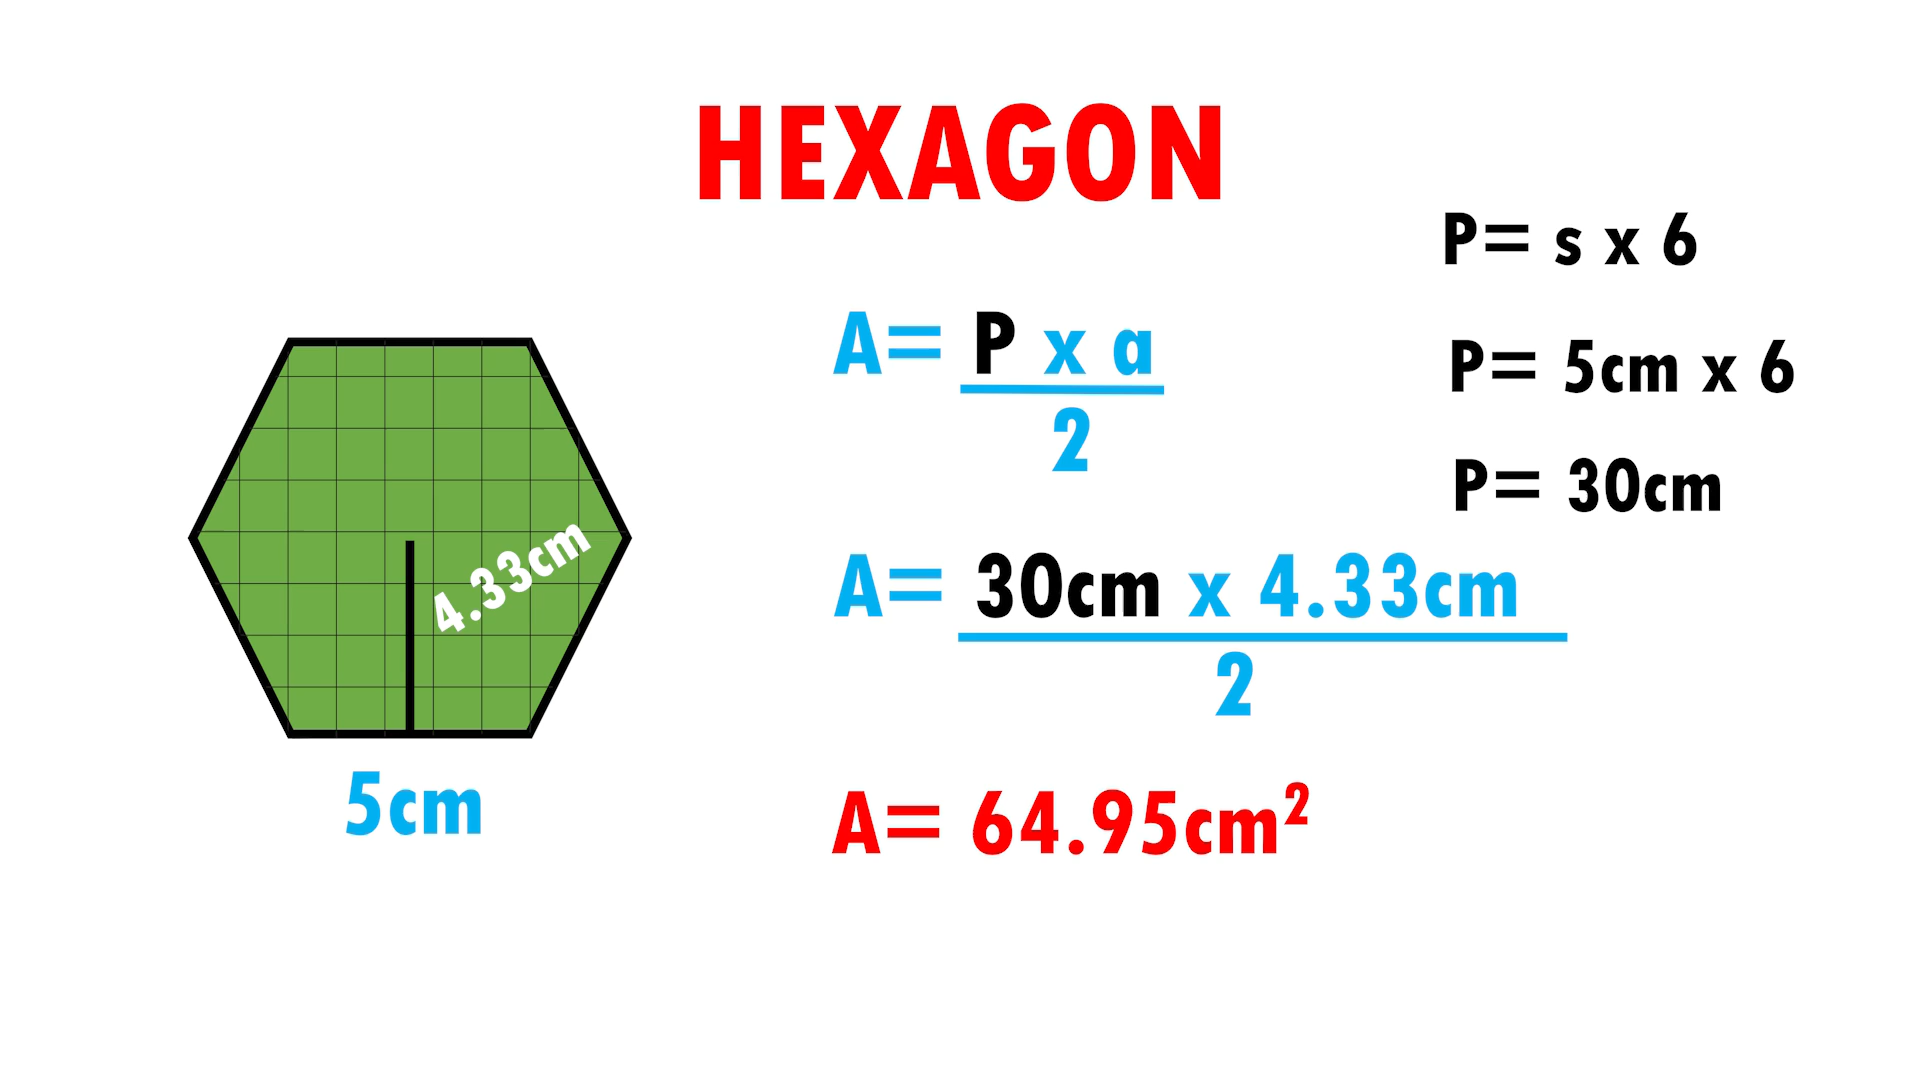 HEXAGON
P= s x 6
A= P x a
2
P= 5cm x 6
P= 30cm
A= 30cm x 4.33cm
2
4.33cm
5cm
A= 64.95cm²